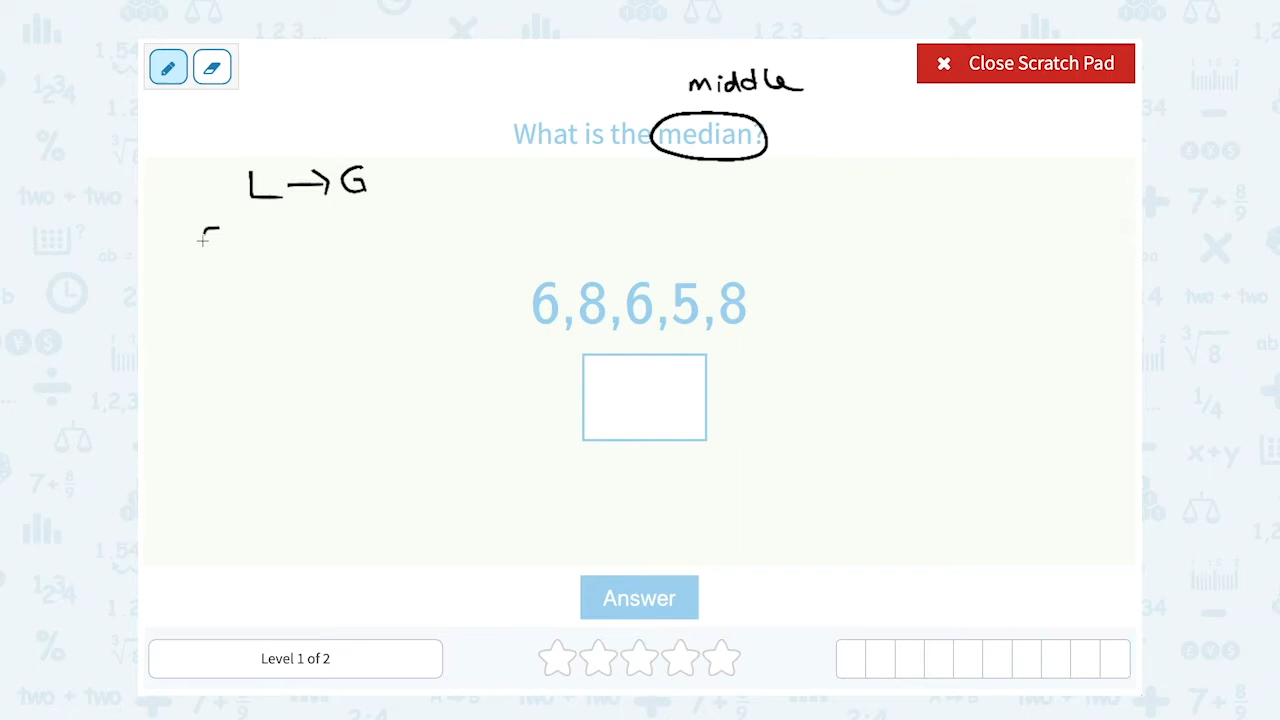 middle
Close Scratch Pad
What is the median?
L → G
6,8,6,5,8
Answer
Level 1 of 2